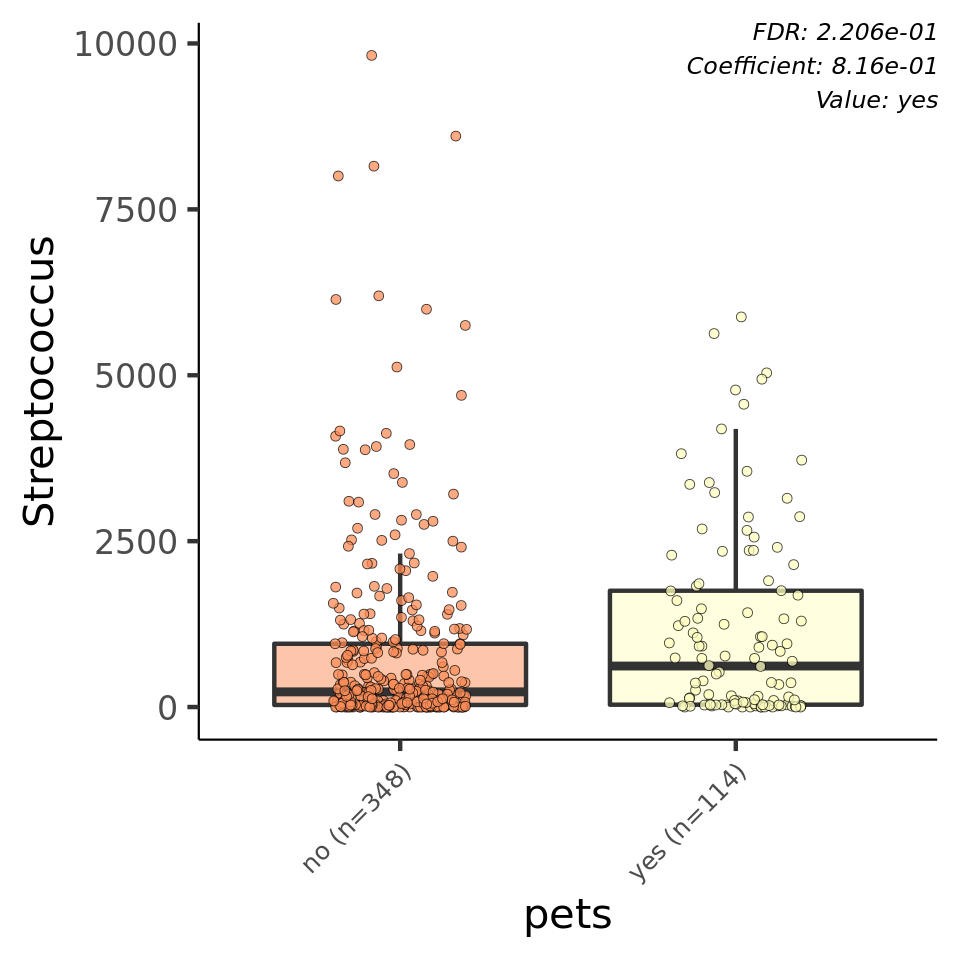 FDR: 2.206e-01
Coefficient: 8.16e-01
Value: yes
10000
7500
5000
2500
0
Streptococcus
no (n=348)
yes (n=114)
pets